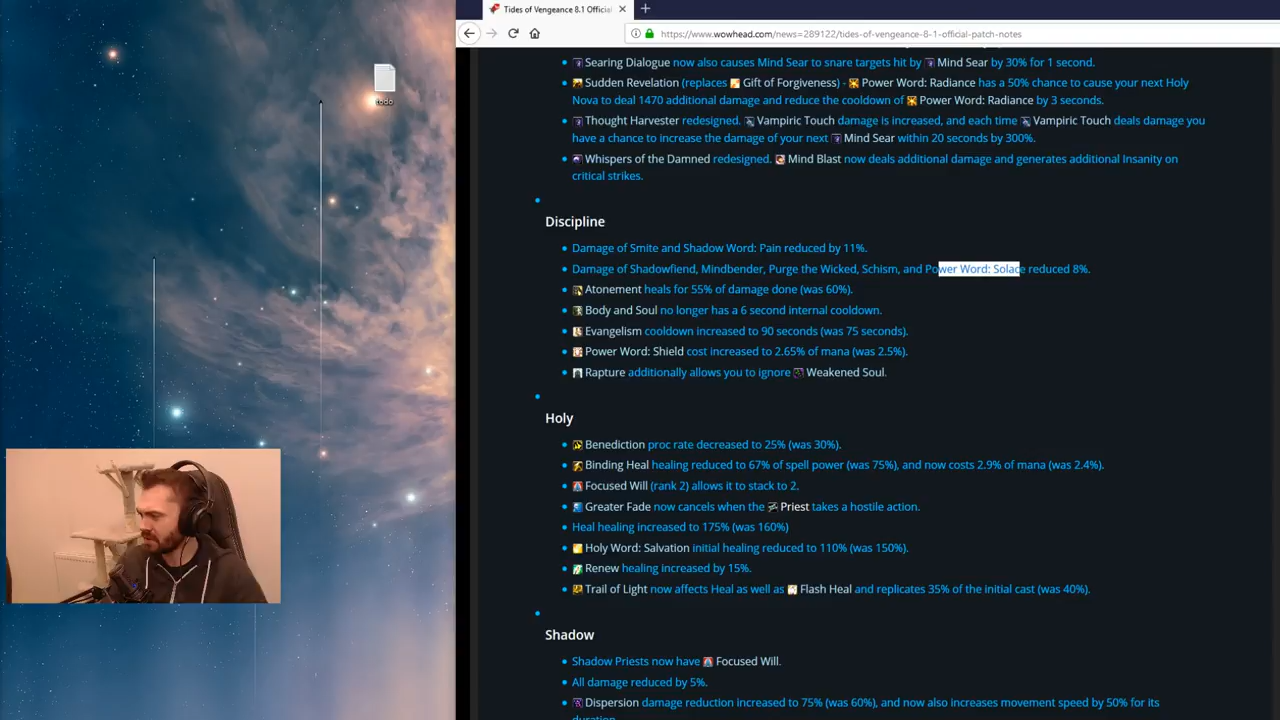 Tides of Vengeance 8.1 Official
https://www.wowhead.com/news=289122/tides-of-vengeance-8-1-official-patch-notes
todo
Searing Dialogue now also causes Mind Sear to snare targets hit by Mind Sear by 30% for 1 second.
Sudden Revelation (replaces Gift of Forgiveness) - Power Word: Radiance has a 50% chance to cause your next Holy
Nova to deal 1470 additional damage and reduce the cooldown of Power Word: Radiance by 3 seconds.
Thought Harvester redesigned. Vampiric Touch damage is increased, and each time Vampiric Touch deals damage you
have a chance to increase the damage of your next Mind Sear within 20 seconds by 300%.
Whispers of the Damned redesigned. Mind Blast now deals additional damage and generates additional Insanity on
critical strikes.
Discipline
Damage of Smite and Shadow Word: Pain reduced by 11%.
Damage of Shadowfiend, Mindbender, Purge the Wicked, Schism, and Power Word: Solace reduced 8%.
Atonement heals for 55% of damage done (was 60%).
Body and Soul no longer has a 6 second internal cooldown.
Evangelism cooldown increased to 90 seconds (was 75 seconds).
Power Word: Shield cost increased to 2.65% of mana (was 2.5%).
Rapture additionally allows you to ignore Weakened Soul.
Holy
Benediction proc rate decreased to 25% (was 30%).
Binding Heal healing reduced to 67% of spell power (was 75%), and now costs 2.9% of mana (was 2.4%).
Focused Will (rank 2) allows it to stack to 2.
Greater Fade now cancels when the Priest takes a hostile action.
Heal healing increased to 175% (was 160%)
Holy Word: Salvation initial healing reduced to 110% (was 150%).
Renew healing increased by 15%.
Trail of Light now affects Heal as well as Flash Heal and replicates 35% of the initial cast (was 40%).
Shadow
Shadow Priests now have Focused Will.
All damage reduced by 5%.
Dispersion damage reduction increased to 75% (was 60%), and now also increases movement speed by 50% for its
duration.